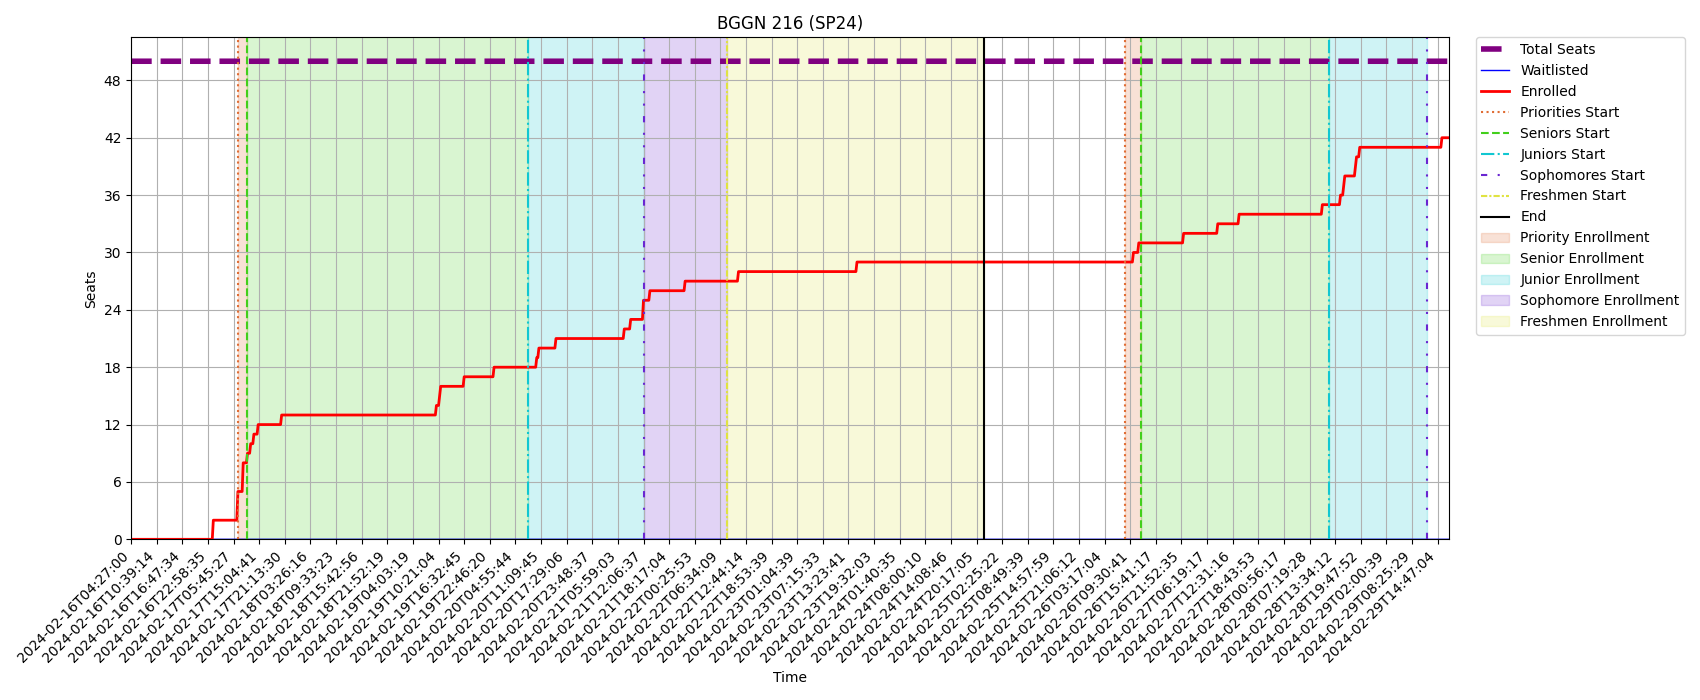 BGGN 216 (SP24)
Seats
48
42
36
30
24
18
12
6
0
2024-02-16T04:27:00
2024-02-16T10:39:14
2024-02-16T16:47:34
2024-02-16T22:58:35
2024-02-17T05:45:27
2024-02-17T15:04:41
2024-02-17T21:13:30
2024-02-18T03:26:16
2024-02-18T09:33:23
2024-02-18T15:42:56
2024-02-18T21:52:19
2024-02-19T04:03:19
2024-02-19T10:21:04
2024-02-19T16:32:45
2024-02-19T22:46:20
2024-02-20T04:55:44
2024-02-20T11:09:45
2024-02-20T17:29:06
2024-02-20T23:48:37
2024-02-21T05:59:03
2024-02-21T12:06:37
2024-02-21T18:17:04
2024-02-22T00:25:53
2024-02-22T06:34:09
2024-02-22T12:44:14
2024-02-22T18:53:39
2024-02-23T01:04:39
2024-02-23T07:15:33
2024-02-23T13:23:41
2024-02-23T19:32:03
2024-02-24T01:40:35
2024-02-24T08:00:10
2024-02-24T14:08:46
2024-02-24T20:17:05
2024-02-25T02:25:22
2024-02-25T08:49:39
2024-02-25T14:57:59
2024-02-25T21:06:12
2024-02-26T03:17:04
2024-02-26T09:30:41
2024-02-26T15:41:17
2024-02-26T21:52:35
2024-02-27T06:19:17
2024-02-27T12:31:16
2024-02-27T18:43:53
2024-02-28T00:56:17
2024-02-28T07:19:28
2024-02-28T13:34:12
2024-02-28T19:47:52
2024-02-29T02:00:39
2024-02-29T08:25:29
2024-02-29T14:47:04
Time
Total Seats
Waitlisted
Enrolled
Priorities Start
Seniors Start
Juniors Start
Sophomores Start
Freshmen Start
End
Priority Enrollment
Senior Enrollment
Junior Enrollment
Sophomore Enrollment
Freshmen Enrollment